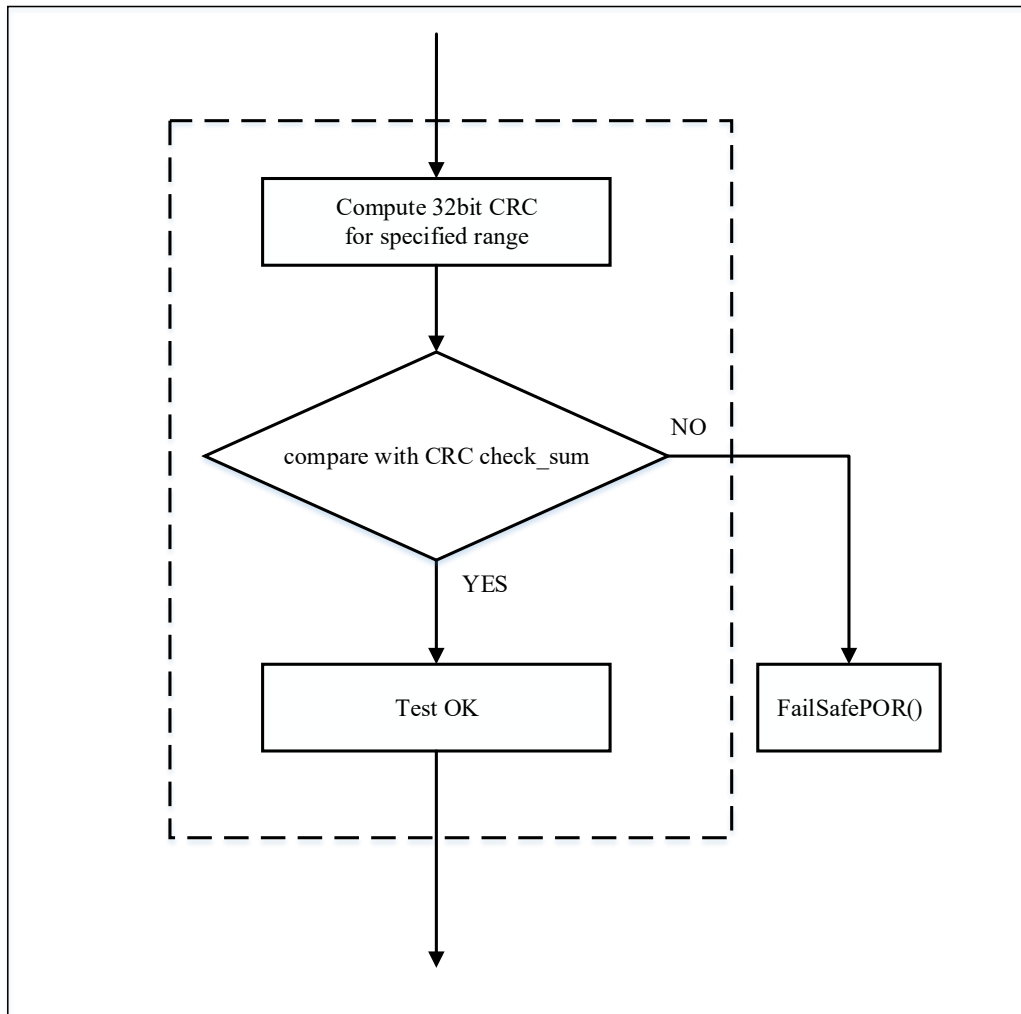 Compute 32bit CRC
for specified range
NO
compare with CRC check_sum
YES
Test OK
FailSafePOR()